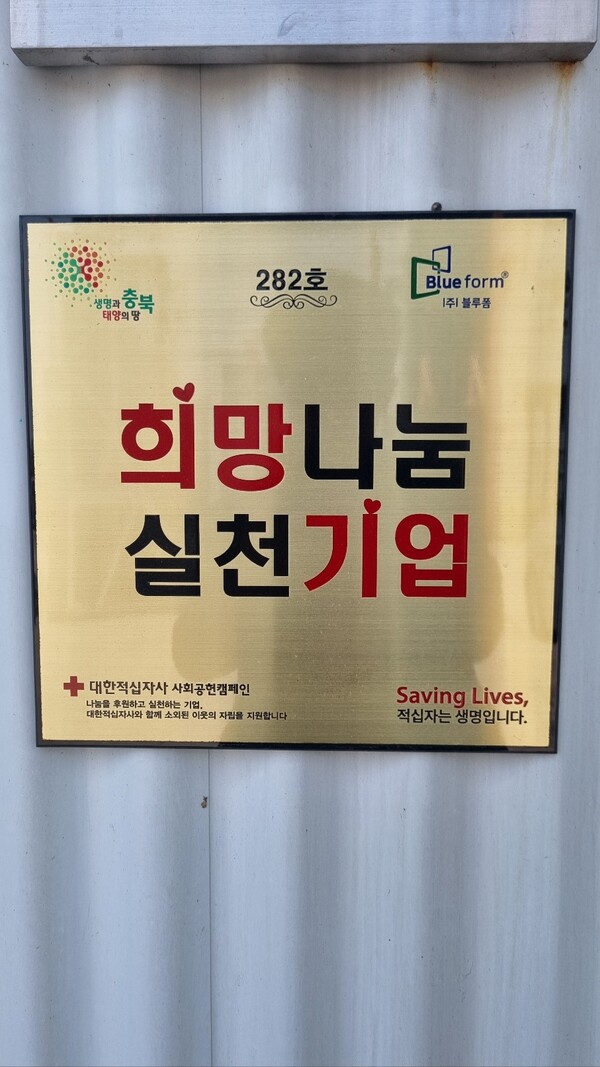 생명과 충북
태양의 땅
282호
Blue form®
(주) 블루폼
희망나눔
실천기업
대한적십자사 사회공헌캠페인
나눔을 후원하고 실천하는 기업,
대한적십자사와 함께 소외된 이웃의 자립을 지원합니다
Saving Lives,
적십자는 생명입니다.